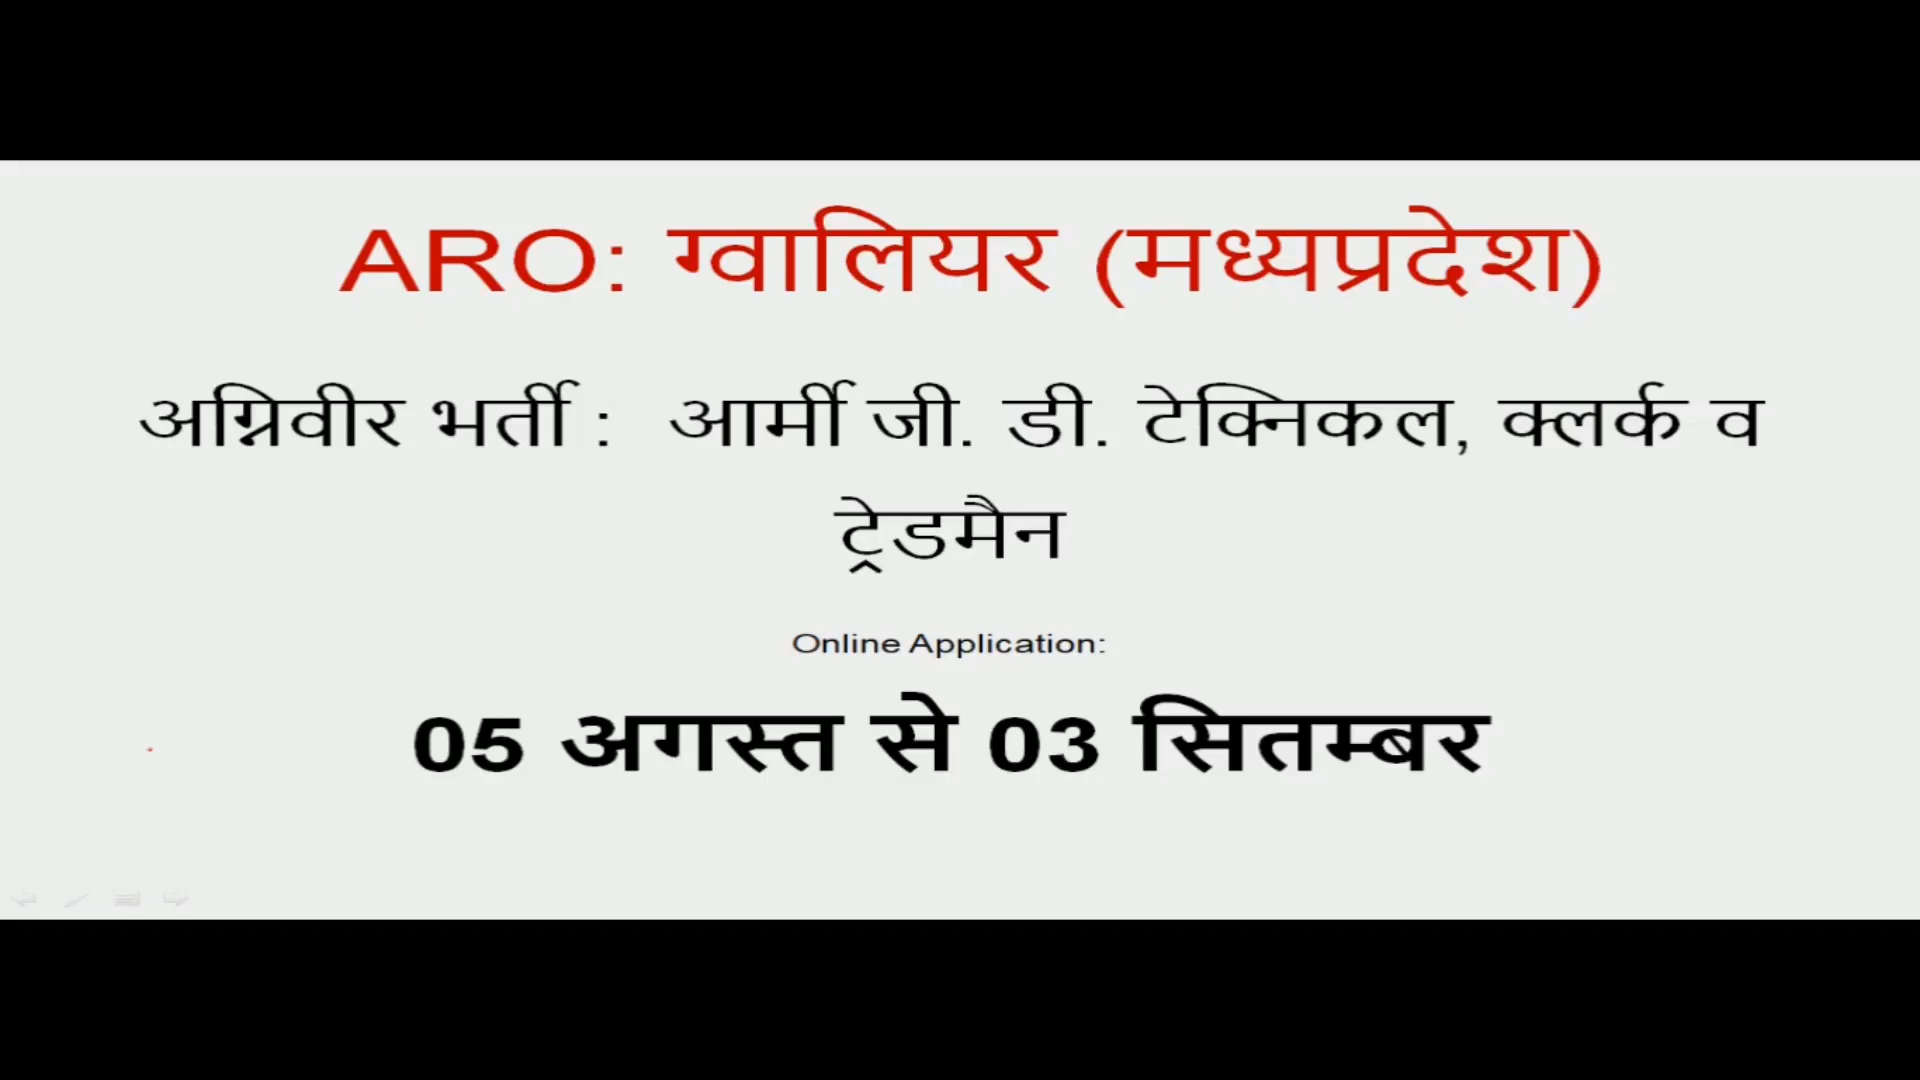 ARO: ग्वालियर (मध्यप्रदेश)
अग्निवीर भर्ती : आर्मी जी. डी. टेक्निकल, क्लर्क व
ट्रेडमैन
Online Application:
05 अगस्त से 03 सितम्बर